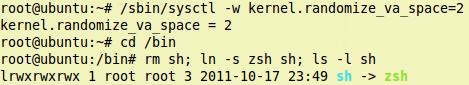 root@ubuntu:~# /sbin/sysctl -w kernel.randomize_va_space=2
kernel.randomize_va_space = 2
root@ubuntu:~# cd /bin
root@ubuntu:/bin# rm sh; ln -s zsh sh; ls -l sh
lrwxrwxrwx 1 root root 3 2011-10-17 23:49 sh -> zsh